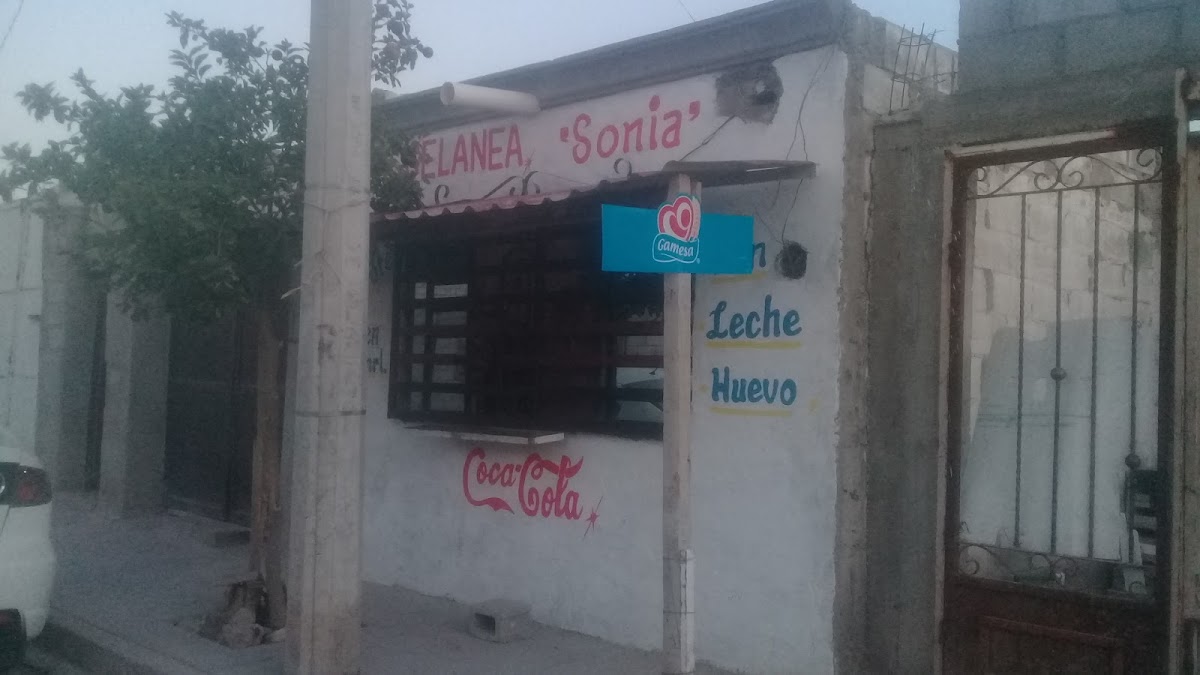 ELANEA, "Sonia"
Gamesa
Leche
Huevo
Coca-Cola